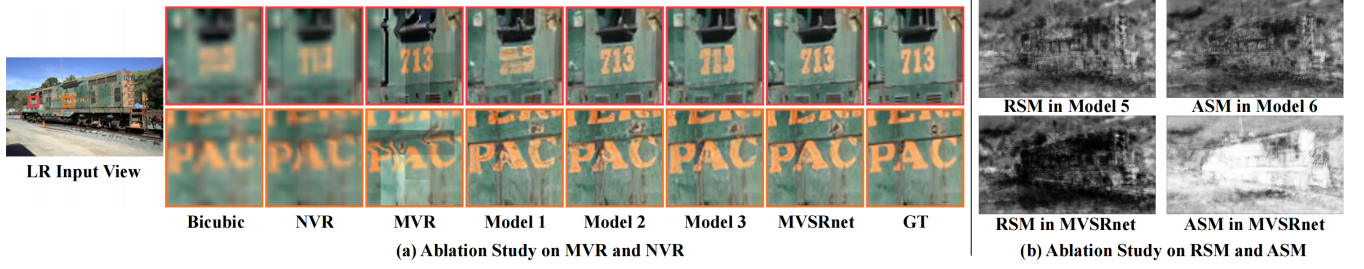 713 713 713 713 713 713
PAC PAC PAC PAC PAC PAC PAC
LR Input View
Bicubic NVR MVR Model 1 Model 2 Model 3 MVSRnet GT
(a) Ablation Study on MVR and NVR
RSM in Model 5 ASM in Model 6
RSM in MVSRnet ASM in MVSRnet
(b) Ablation Study on RSM and ASM